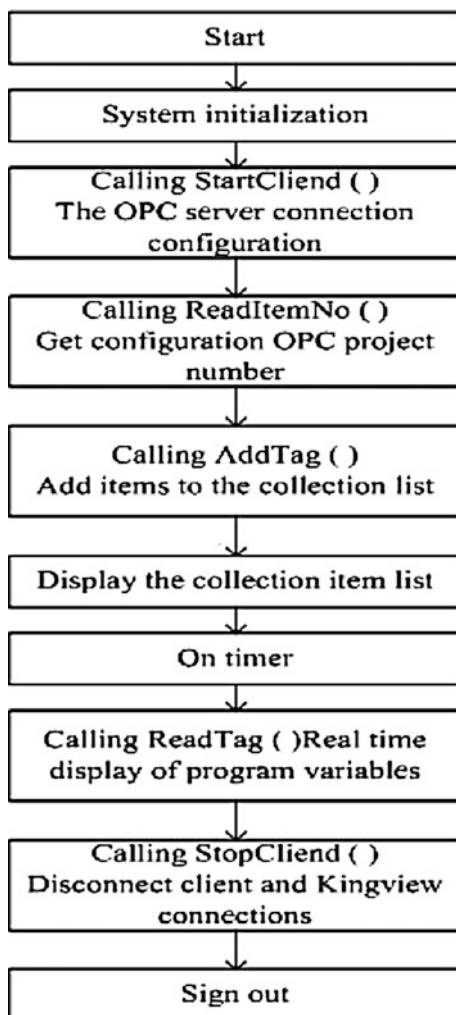 Start
System initialization
Calling StartCliend ( )
The OPC server connection
configuration
Calling ReadItemNo ( )
Get configuration OPC project
number
Calling AddTag ( )
Add items to the collection list
Display the collection item list
On timer
Calling ReadTag ( )Real time
display of program variables
Calling StopCliend ( )
Disconnect client and Kingview
connections
Sign out